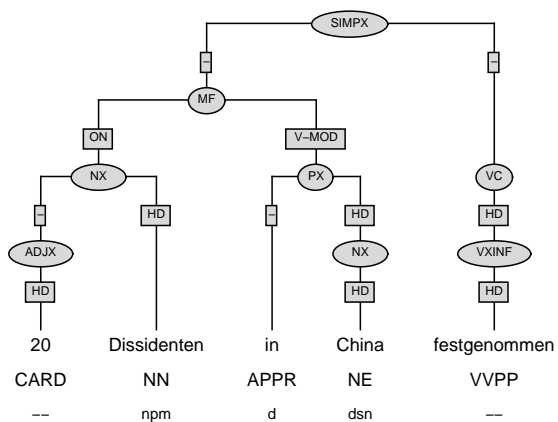 SIMPX
– –
MF
ON V–MOD
NX PX VC
– HD – HD HD
ADJX NX VXINF
HD HD HD
20 Dissidenten in China festgenommen
CARD NN APPR NE VVPP
–– npm d dsn ––